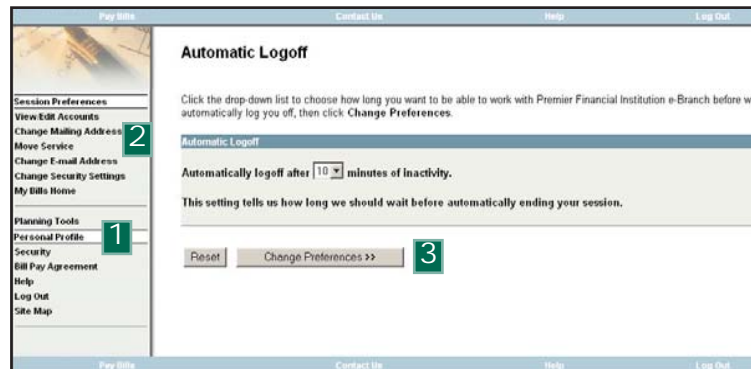 Pay Bills Contact Us Help Log Out
Automatic Logoff
Click the drop-down list to choose how long you want to be able to work with Premier Financial Institution e-Branch before w
automatically log you off, then click Change Preferences.
Session Preferences
View/Edit Accounts
Change Mailing Address
2
Move Service
Change E-mail Address
Change Security Settings
My Bills Home
Planning Tools
Personal Profile
1
Security
Bill Pay Agreement
Help
Log Out
Site Map
Automatic Logoff
Automatically logoff after 10 minutes of inactivity.
This setting tells us how long we should wait before automatically ending your session.
Reset Change Preferences >> 3
Pay Bills Contact Us Help Log Out